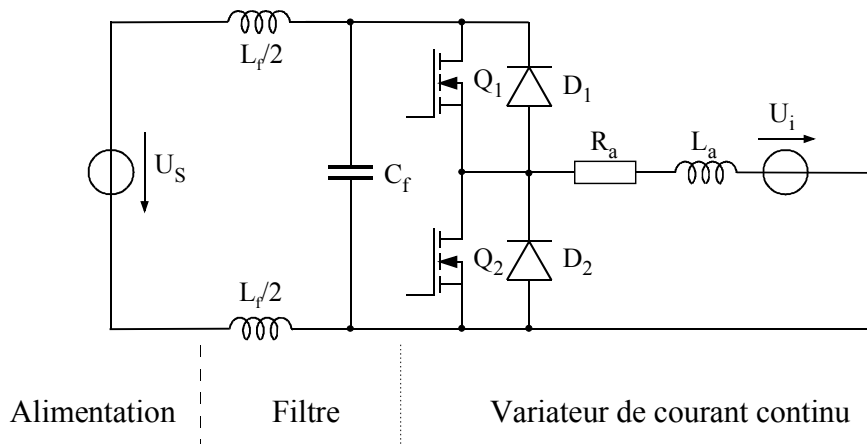 L_f/2
Q_1
D_1
U_S
C_f
R_a
L_a
U_i
Q_2
D_2
L_f/2
Alimentation
Filtre
Variateur de courant continu